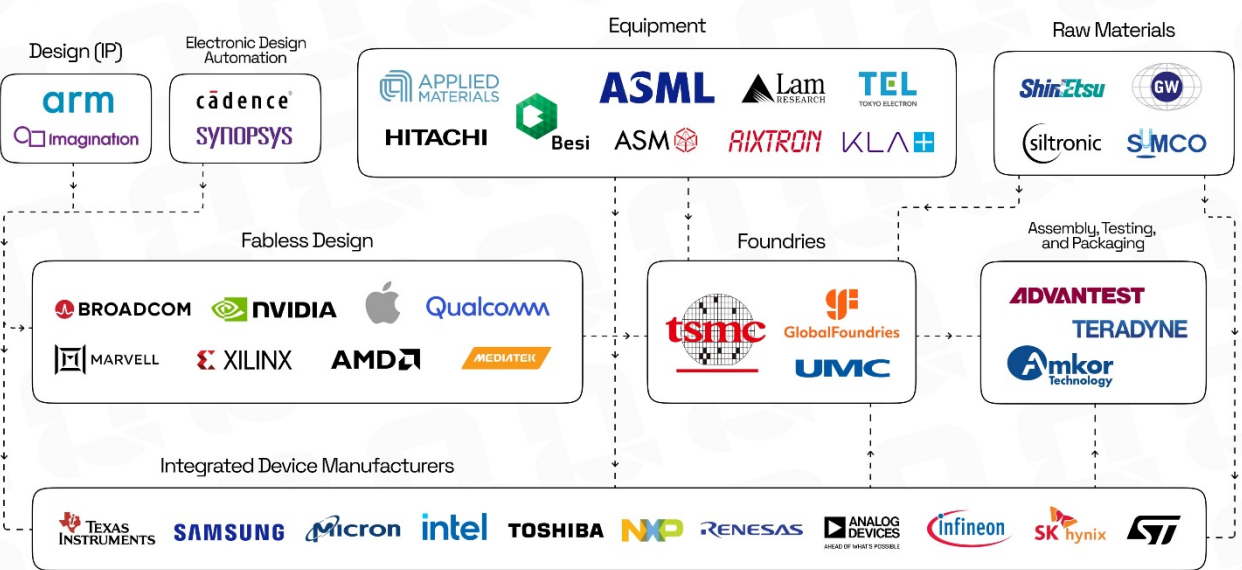 Design (IP)
arm
Imagination
Electronic Design
Automation
cādence®
SYNOPSYS
Equipment
APPLIED
MATERIALS
ASML
Lam
RESEARCH
TEL
TOKYO ELECTRON
HITACHI
Besi
ASM
AIXTRON
KLA
Raw Materials
ShinEtsu
GW
siltronic
SUMCO
Fabless Design
BROADCOM
NVIDIA
Qualcomm
MARVELL
XILINX
AMD
MEDIATEK
Foundries
tsmc
GF
GlobalFoundries
UMC
Assembly, Testing,
and Packaging
ADVANTEST
TERADYNE
Amkor
Technology
Integrated Device Manufacturers
TEXAS
INSTRUMENTS
SAMSUNG
Micron
intel
TOSHIBA
NXP
RENESAS
ANALOG
DEVICES
AHEAD OF WHAT'S POSSIBLE
infineon
SK hynix
ST